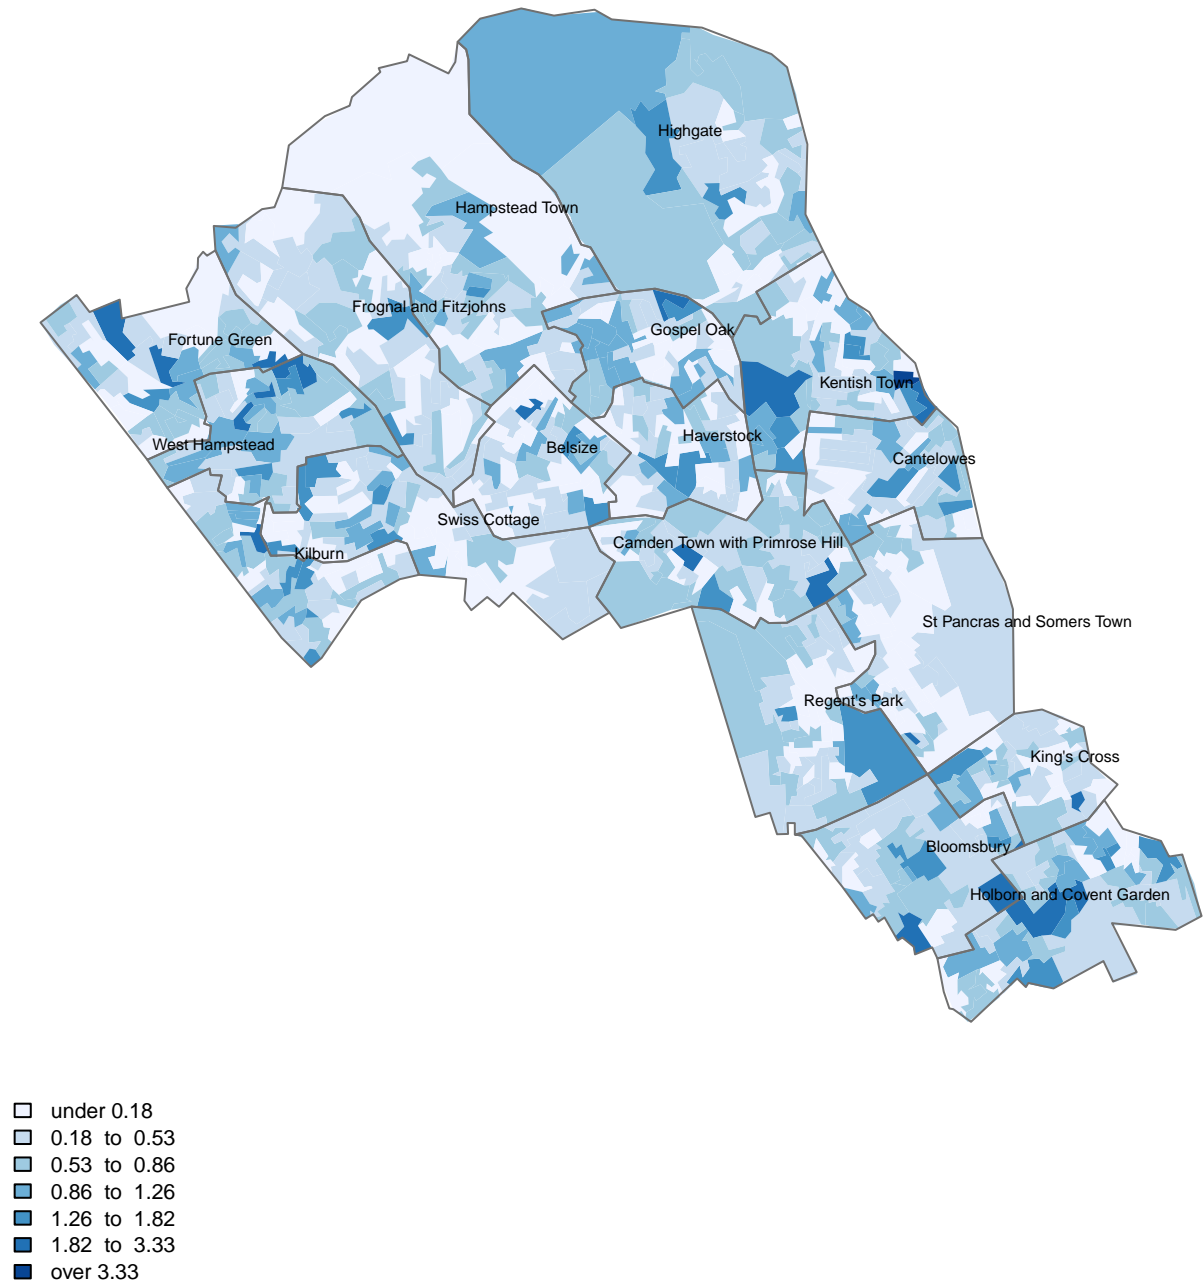 Highgate
Hampstead Town
Frognal and Fitzjohns
Gospel Oak
Fortune Green
Kentish Town
Haverstock
West Hampstead
Belsize
Cantelowes
Swiss Cottage
Camden Town with Primrose Hill
Kilburn
St Pancras and Somers Town
Regent's Park
King's Cross
Bloomsbury
Holborn and Covent Garden
under 0.18
0.18 to 0.53
0.53 to 0.86
0.86 to 1.26
1.26 to 1.82
1.82 to 3.33
over 3.33